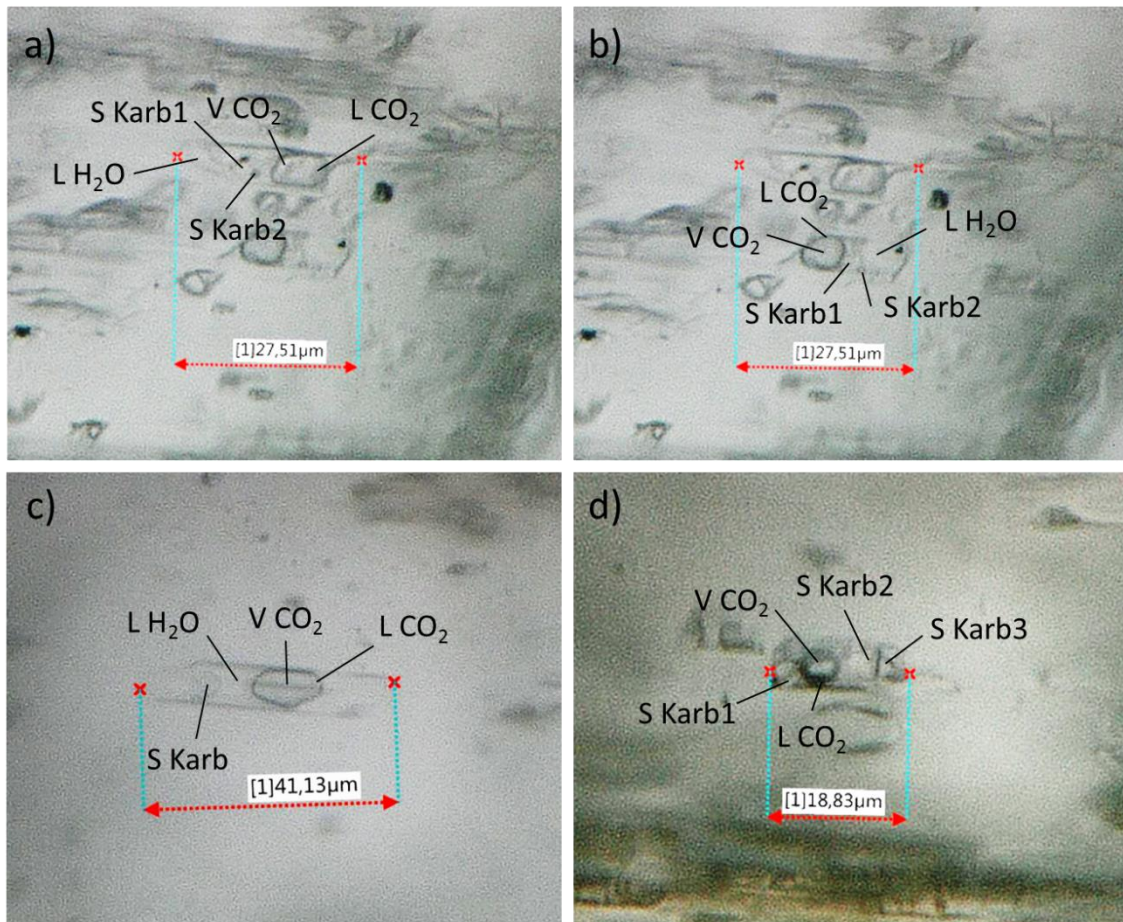 a)
S Karb1
V CO₂
L CO₂
L H₂O
S Karb2
[1]27,51µm
b)
L CO₂
V CO₂
L H₂O
S Karb1
S Karb2
[1]27,51µm
c)
L H₂O
V CO₂
L CO₂
S Karb
[1]41,13µm
d)
S Karb2
V CO₂
S Karb3
S Karb1
L CO₂
[1]18,83µm